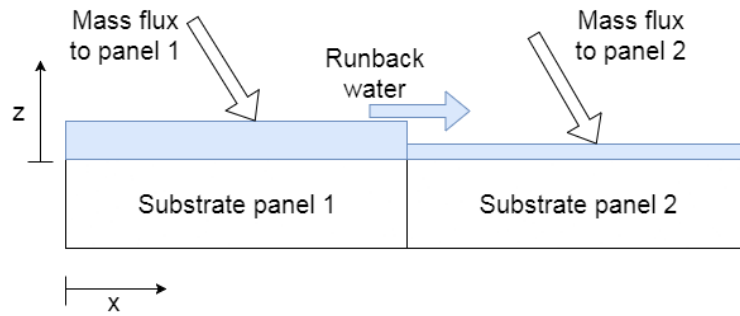 Mass flux
to panel 1
Runback
water
Mass flux
to panel 2
z
Substrate panel 1
Substrate panel 2
x